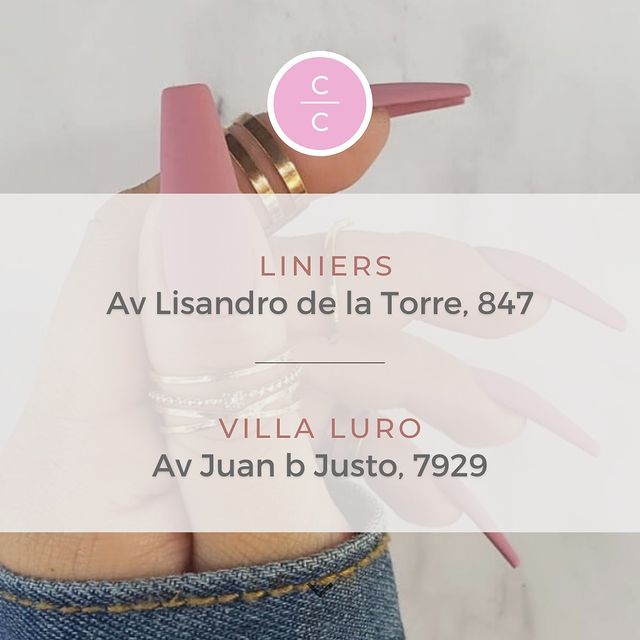 C
C
LINIERS
Av Lisandro de la Torre, 847
VILLA LURO
Av Juan b Justo, 7929